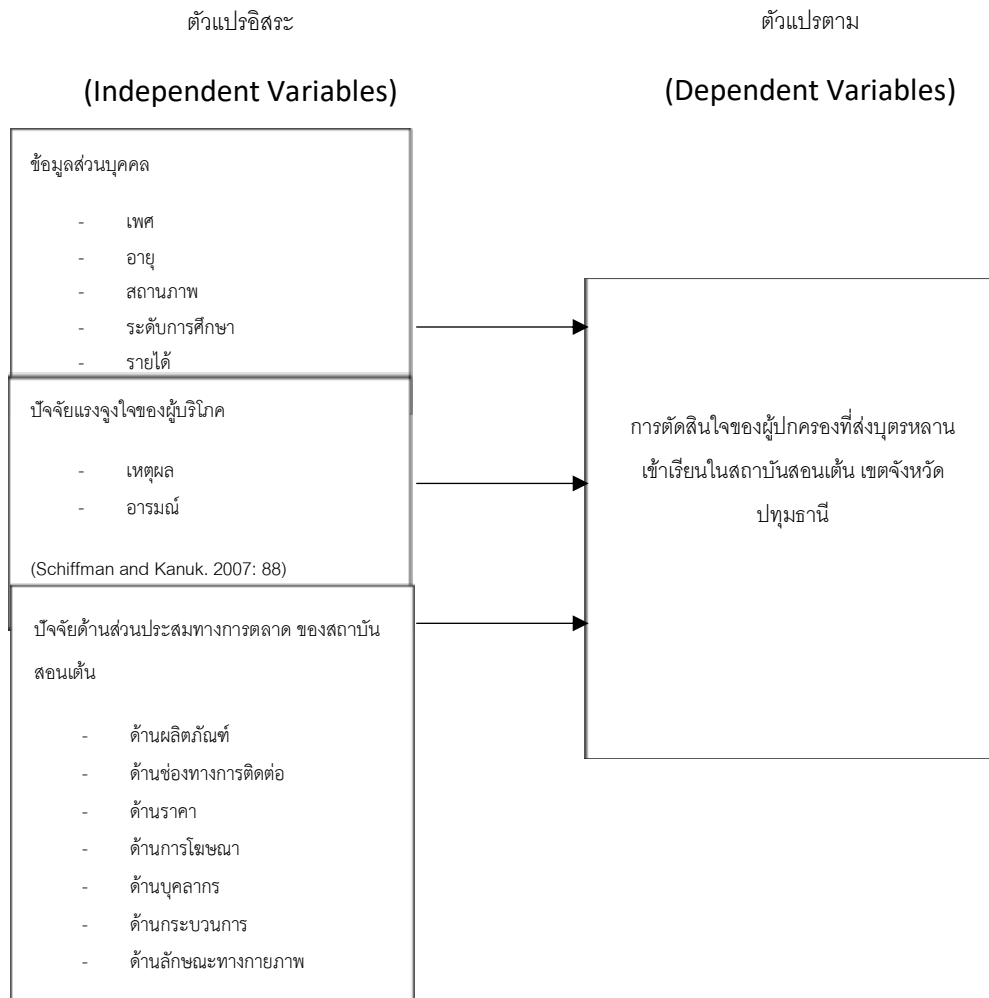 ตัวแปรอิสระ
(Independent Variables)
ข้อมูลส่วนบุคคล
- เพศ
- อายุ
- สถานภาพ
- ระดับการศึกษา
- รายได้
ปัจจัยแรงจูงใจของผู้บริโภค
- เหตุผล
- อารมณ์
(Schiffman and Kanuk. 2007: 88)
ปัจจัยด้านส่วนประสมทางการตลาด ของสถาบัน
สอนเต้น
- ด้านผลิตภัณฑ์
- ด้านช่องทางการติดต่อ
- ด้านราคา
- ด้านการโฆษณา
- ด้านบุคลากร
- ด้านกระบวนการ
- ด้านลักษณะทางกายภาพ
ตัวแปรตาม
(Dependent Variables)
การตัดสินใจของผู้ปกครองที่ส่งบุตรหลาน
เข้าเรียนในสถาบันสอนเต้น เขตจังหวัด
ปทุมธานี